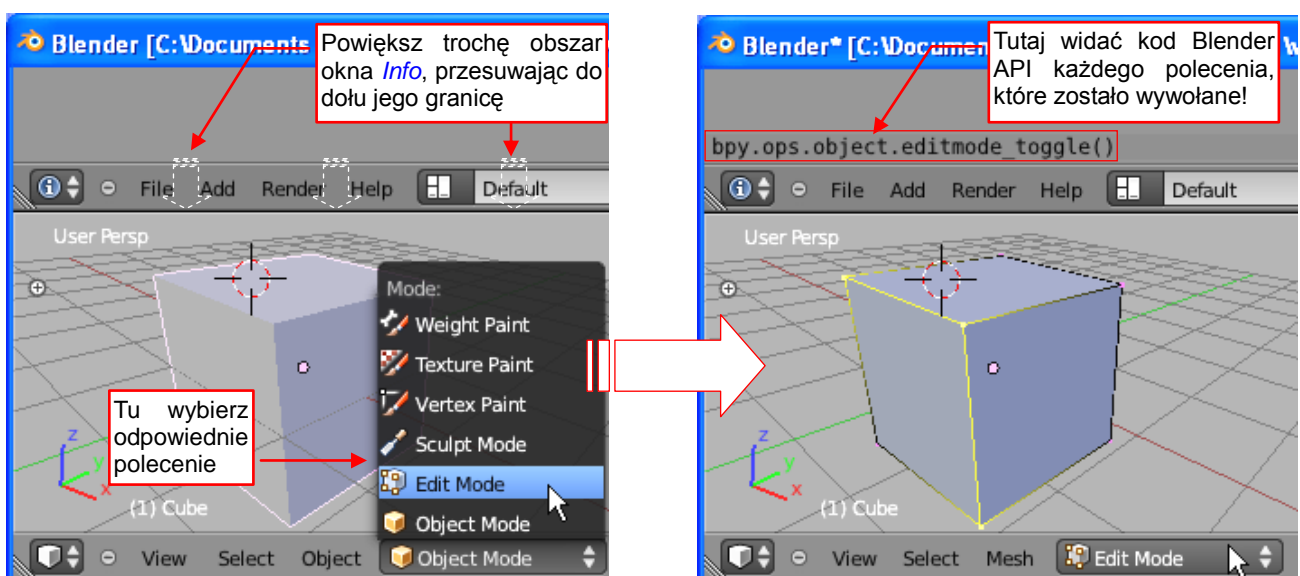 Blender [C:\Documents
Powiększ trochę obszar
okna Info, przesuwając do
dołu jego granicę
File Add Render Help Default
User Persp
Mode:
Weight Paint
Texture Paint
Vertex Paint
Sculpt Mode
Edit Mode
Object Mode
Tu wybierz
odpowiednie
polecenie
z
y
x
(1) Cube
View Select Object Object Mode
Blender* [C:\Documen
Tutaj widać kod Blender
API każdego polecenia,
które zostało wywołane!
bpy.ops.object.editmode_toggle()
File Add Render Help Default
User Persp
z
y
x
(1) Cube
View Select Mesh Edit Mode